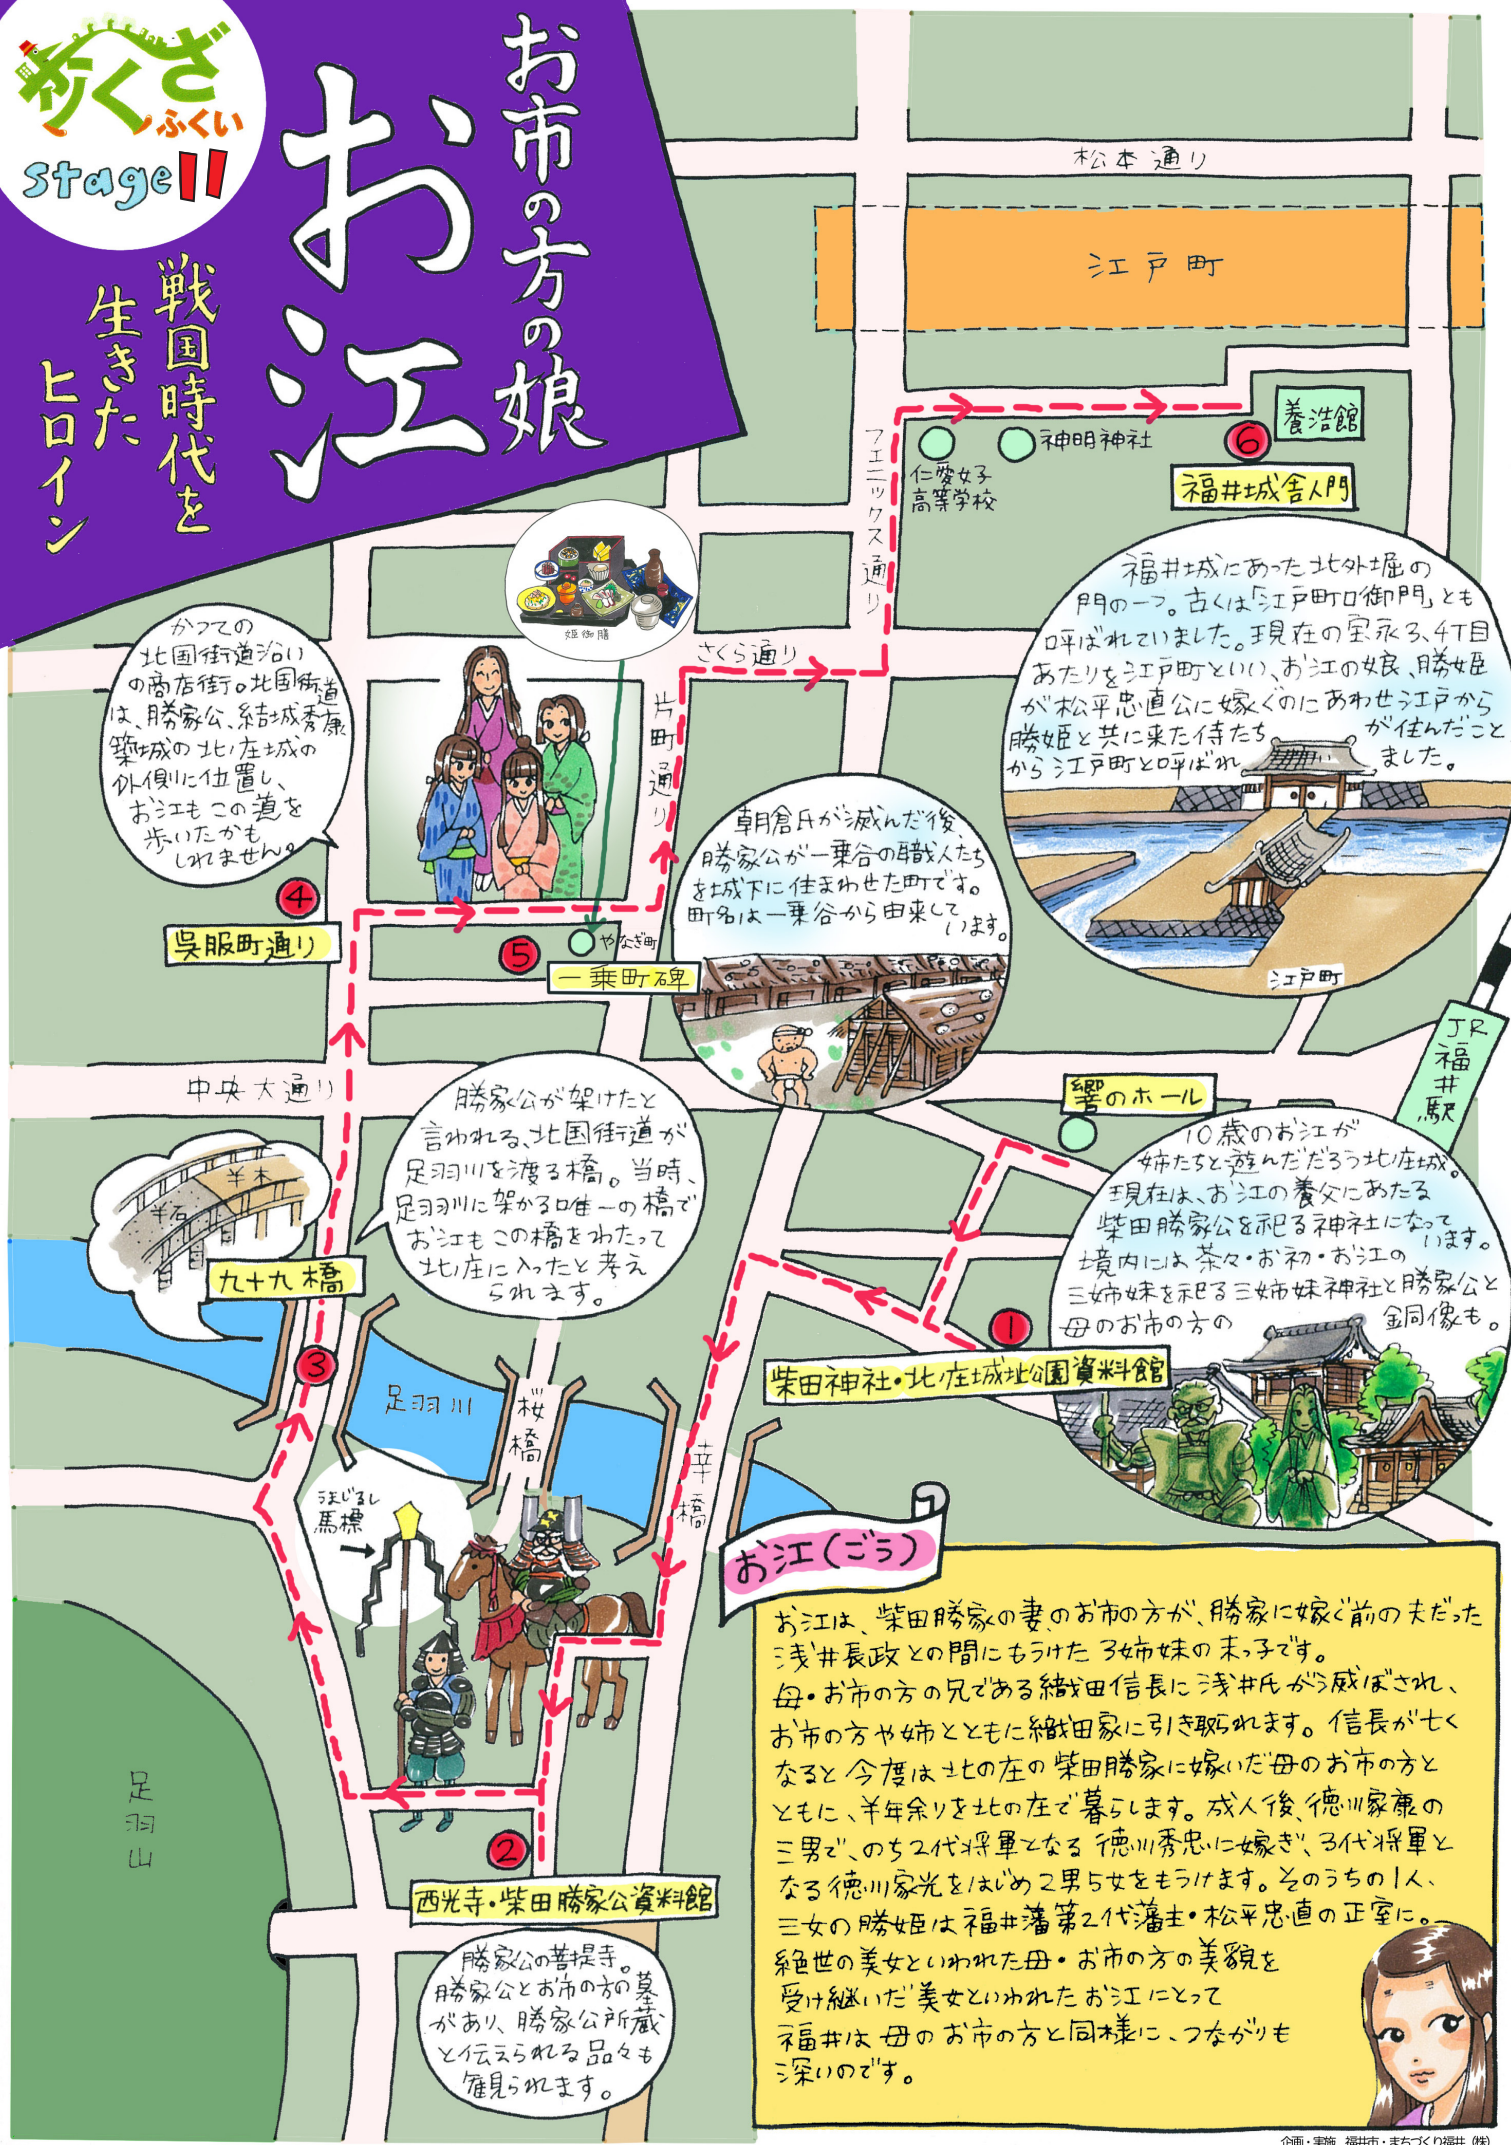 お市の方の娘
お江
戦国時代を
生きた
ヒロイン
ふくい
stage11
松本通り
江戸町
フェニックス通り
仁愛女子
高等学校
神明神社
養浩館
6
福井城舎人門
福井城にあった北外堀の
門の一つ。古くは「江戸町口御門」とも
呼ばれていました。現在の宝永3、4丁目
あたりを江戸町といい、お江の娘、勝姫
が松平忠直公に嫁ぐのにあわせ江戸から
勝姫と共に来た侍たちが住んだこと
から江戸町と呼ばれました。
江戸町
姫御膳
さくら通り
片町通り
かつての
北国街道沿い
の商店街。北国街道
は、勝家公、結城秀康
築城の北ノ庄城の
外側に位置し、
お江もこの道を
歩いたかも
しれません。
4
呉服町通り
5
やなぎ町
一乗町碑
朝倉氏が滅んだ後、
勝家公が一乗谷の職人たち
を城下に住まわせた町です。
町名は一乗谷から由来して
います。
JR福井駅
中央大通り
響のホール
勝家公が架けたと
言われる、北国街道が
足羽川を渡る橋。当時、
足羽川に架かる唯一の橋で
お江もこの橋をわたって
北ノ庄に入ったと考え
られます。
半木
半石
九十九橋
3
足羽川
桜橋
幸橋
10歳のお江が
姉たちと遊んだだろう北ノ庄城。
現在は、お江の養父にあたる
柴田勝家公を祀る神社になって
います。
境内には茶々・お初・お江の
三姉妹を祀る三姉妹神社と勝家公と
母のお市の方の銅像も。
1
柴田神社・北ノ庄城址公園資料館
うまじるし
馬標
足羽山
2
西光寺・柴田勝家公資料館
勝家公の菩提寺。
勝家公とお市の方の墓
があり、勝家公所蔵
と伝えられる品々も
観られます。
お江(ごう)
お江は、柴田勝家の妻のお市の方が、勝家に嫁ぐ前の夫だった
浅井長政との間にもうけた3姉妹の末っ子です。
母・お市の方の兄である織田信長に浅井氏が滅ぼされ、
お市の方や姉とともに織田家に引き取られます。信長が亡く
なると今度は北の庄の柴田勝家に嫁いだ母のお市の方と
ともに、半年余りを北の庄で暮らします。成人後、徳川家康の
三男で、のち2代将軍となる徳川秀忠に嫁ぎ、3代将軍と
なる徳川家光をはじめ2男5女をもうけます。そのうちの1人、
三女の勝姫は福井藩第2代藩主・松平忠直の正室に。
絶世の美女といわれた母・お市の方の美貌を
受け継いだ美女といわれたお江にとって
福井は母のお市の方と同様に、つながりも
深いのです。
企画・実施 福井市・まちづくり福井(株)